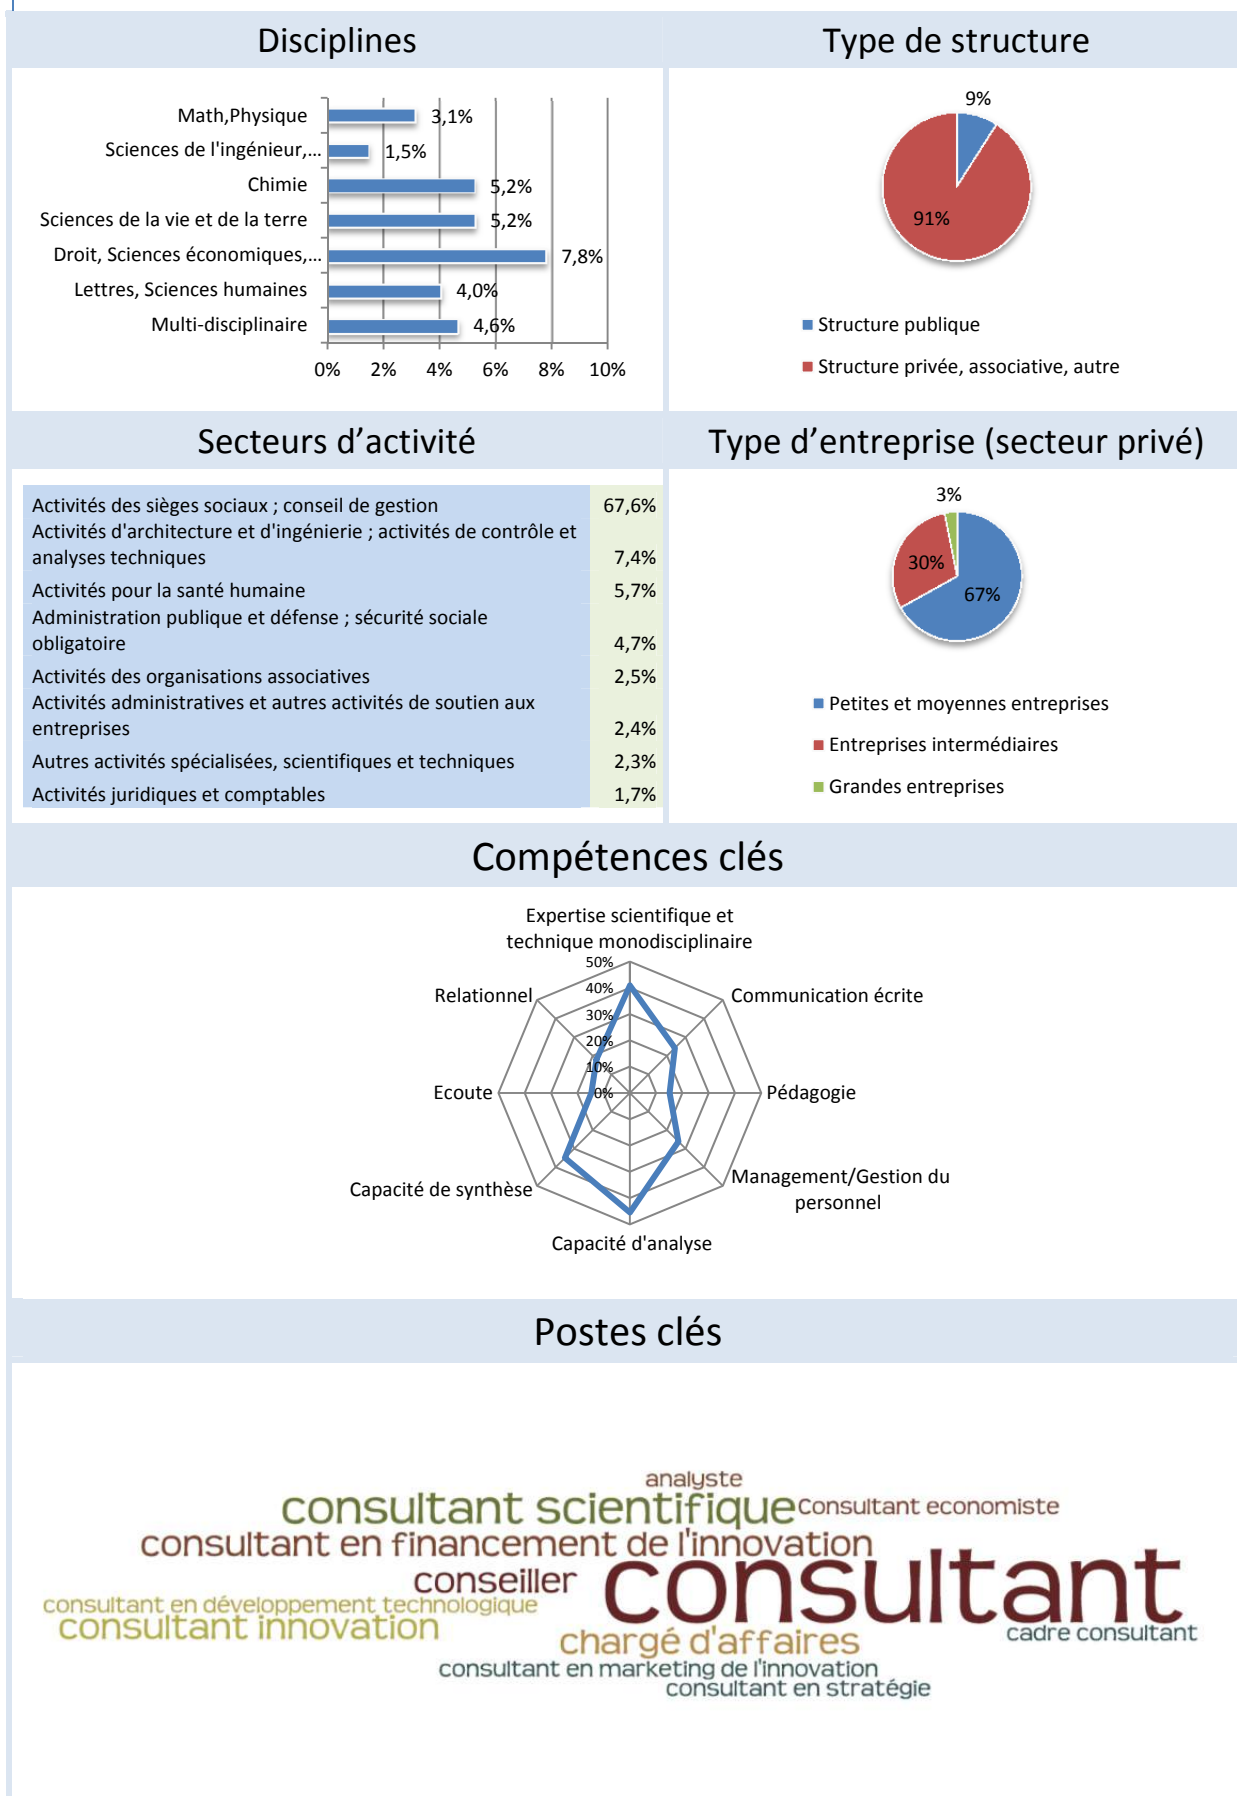 Disciplines
Math,Physique
3,1%
Sciences de l'ingénieur,...
1,5%
Chimie
5,2%
Sciences de la vie et de la terre
5,2%
Droit, Sciences économiques,...
7,8%
Lettres, Sciences humaines
4,0%
Multi-disciplinaire
4,6%
0% 2% 4% 6% 8% 10%
Type de structure
9%
91%
Structure publique
Structure privée, associative, autre
Secteurs d’activité
Activités des sièges sociaux ; conseil de gestion 67,6%
Activités d'architecture et d'ingénierie ; activités de contrôle et
analyses techniques 7,4%
Activités pour la santé humaine 5,7%
Administration publique et défense ; sécurité sociale
obligatoire 4,7%
Activités des organisations associatives 2,5%
Activités administratives et autres activités de soutien aux
entreprises 2,4%
Autres activités spécialisées, scientifiques et techniques 2,3%
Activités juridiques et comptables 1,7%
Type d’entreprise (secteur privé)
3%
30%
67%
Petites et moyennes entreprises
Entreprises intermédiaires
Grandes entreprises
Compétences clés
Expertise scientifique et
technique monodisciplinaire
50%
40%
30%
20%
10%
0%
Communication écrite
Pédagogie
Management/Gestion du
personnel
Capacité d'analyse
Capacité de synthèse
Ecoute
Relationnel
Postes clés
analyste
consultant scientifique
Consultant economiste
consultant en financement de l'innovation
conseiller
consultant
consultant en développement technologique
consultant innovation
chargé d'affaires
cadre consultant
consultant en marketing de l'innovation
consultant en stratégie